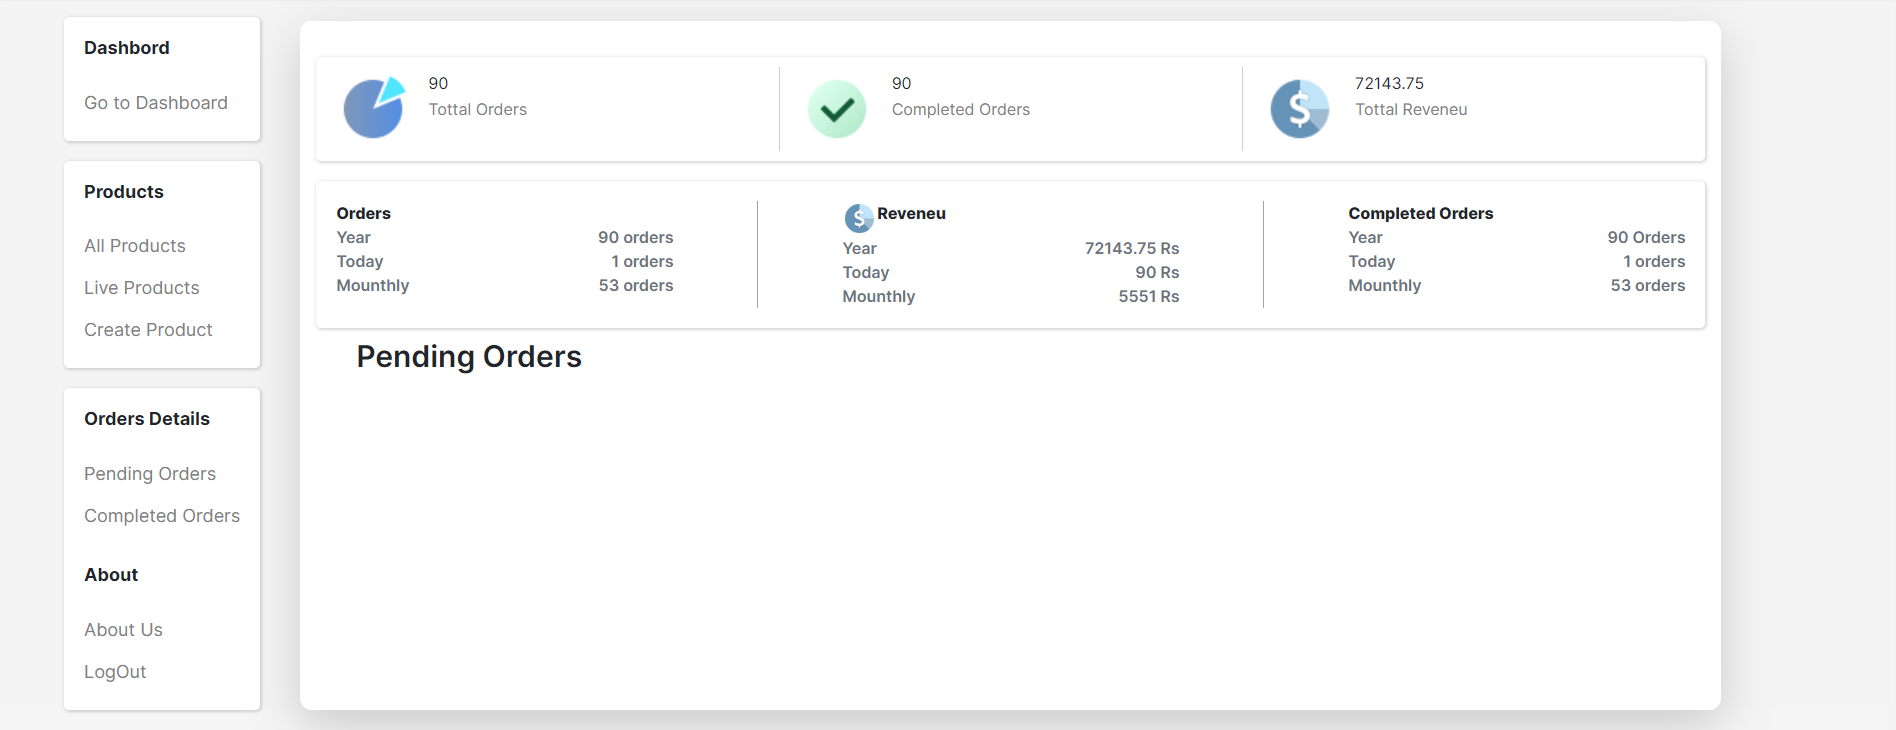 Dashbord
Go to Dashboard
Products
All Products
Live Products
Create Product
Orders Details
Pending Orders
Completed Orders
About
About Us
LogOut
90
Tottal Orders
90
Completed Orders
$
72143.75
Tottal Reveneu
Orders
Year 90 orders
Today 1 orders
Mounthly 53 orders
$ Reveneu
Year 72143.75 Rs
Today 90 Rs
Mounthly 5551 Rs
Completed Orders
Year 90 Orders
Today 1 orders
Mounthly 53 orders
Pending Orders